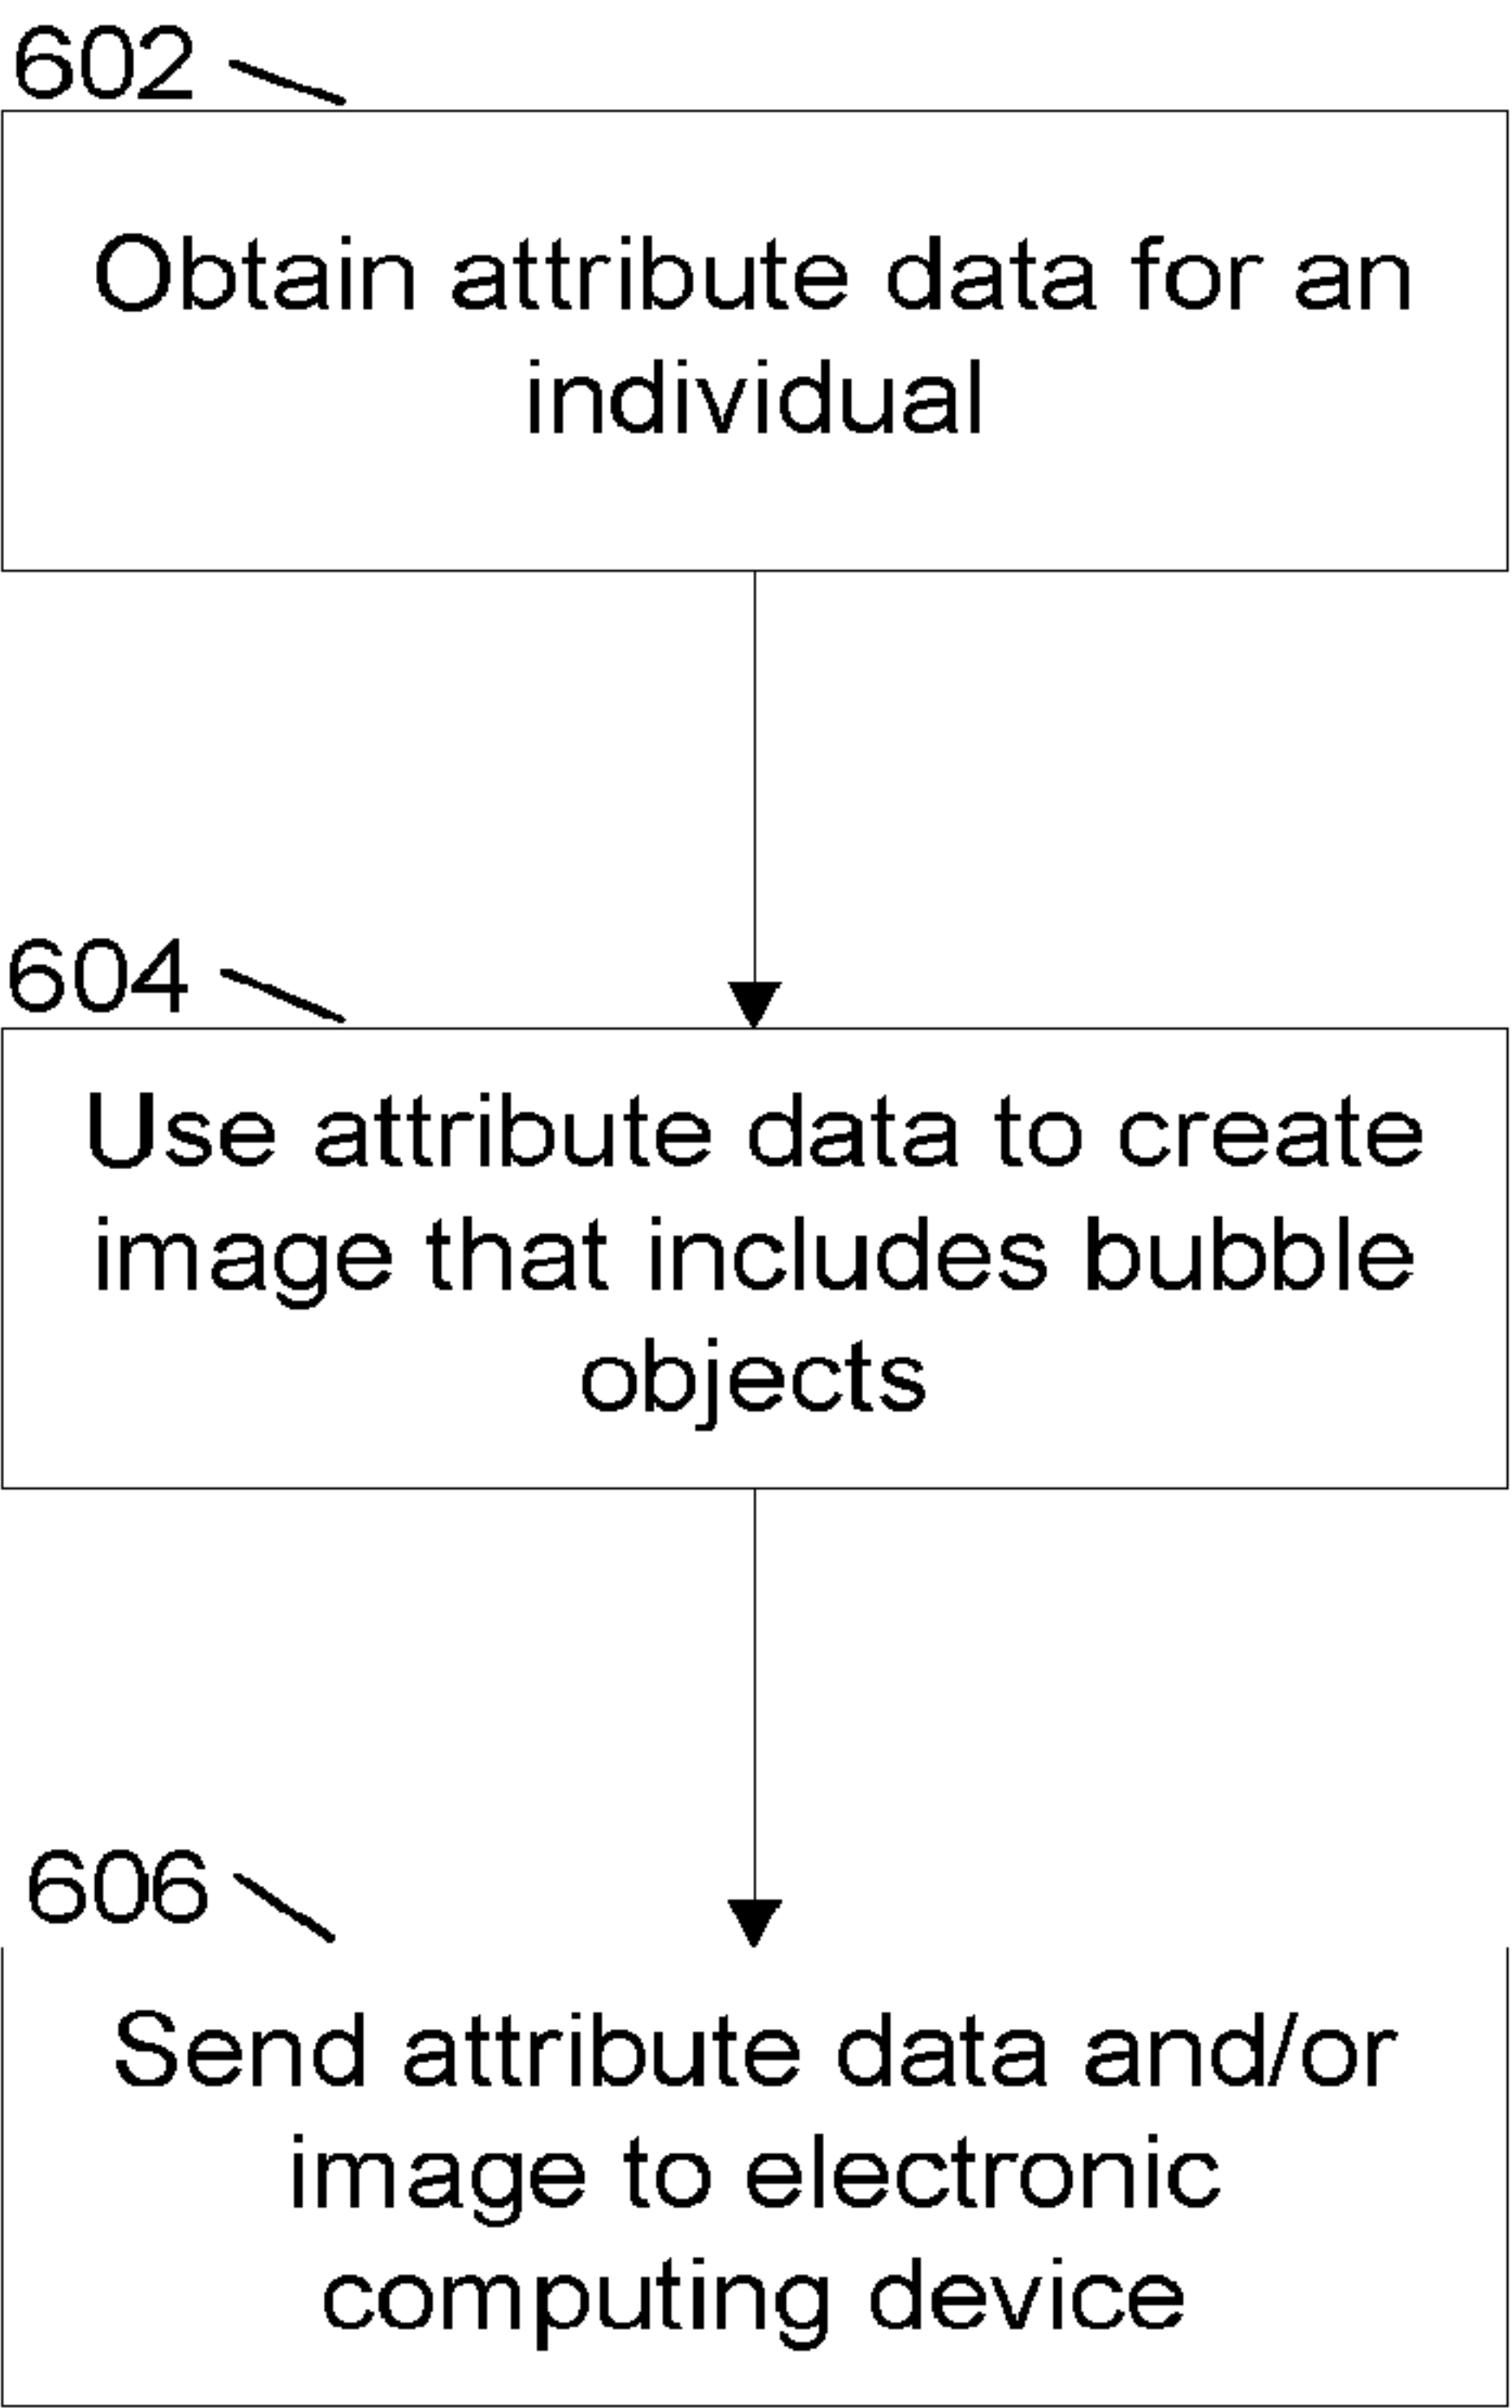 602
Obtain attribute data for an
individual
604
Use attribute data to create
image that includes bubble
objects
606
Send attribute data and/or
image to electronic
computing device